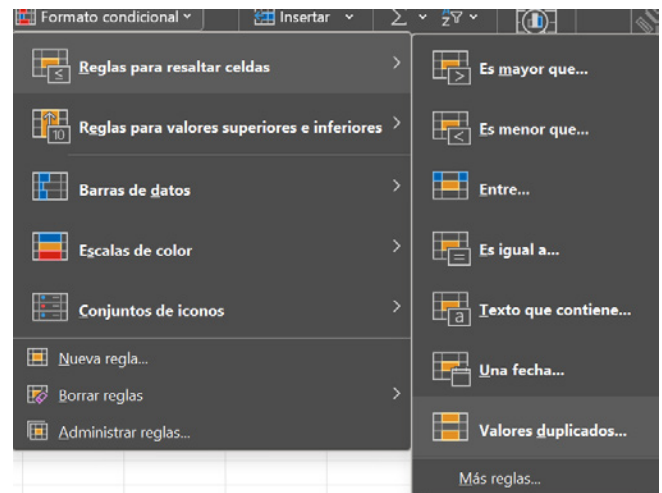 Formato condicional
Insertar
Reglas para resaltar celdas
Reglas para valores superiores e inferiores
Barras de datos
Escalas de color
Conjuntos de iconos
Nueva regla...
Borrar reglas
Administrar reglas...
Es mayor que...
Es menor que...
Entre...
Es igual a...
Texto que contiene...
Una fecha...
Valores duplicados...
Más reglas...